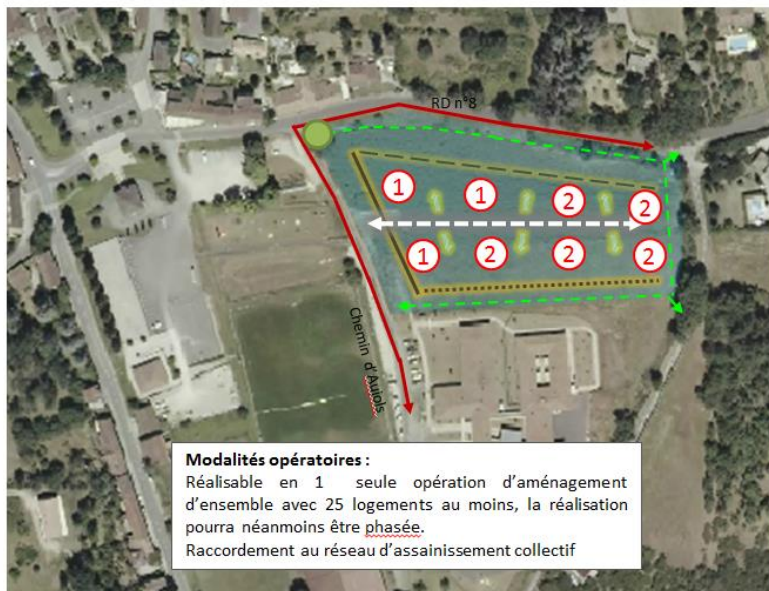 RD n°8
1 1 2 2
1 2 2 2
Chemin d'Aujols
Modalités opératoires :
Réalisable en 1 seule opération d'aménagement
d'ensemble avec 25 logements au moins, la réalisation
pourra néanmoins être phasée.
Raccordement au réseau d'assainissement collectif